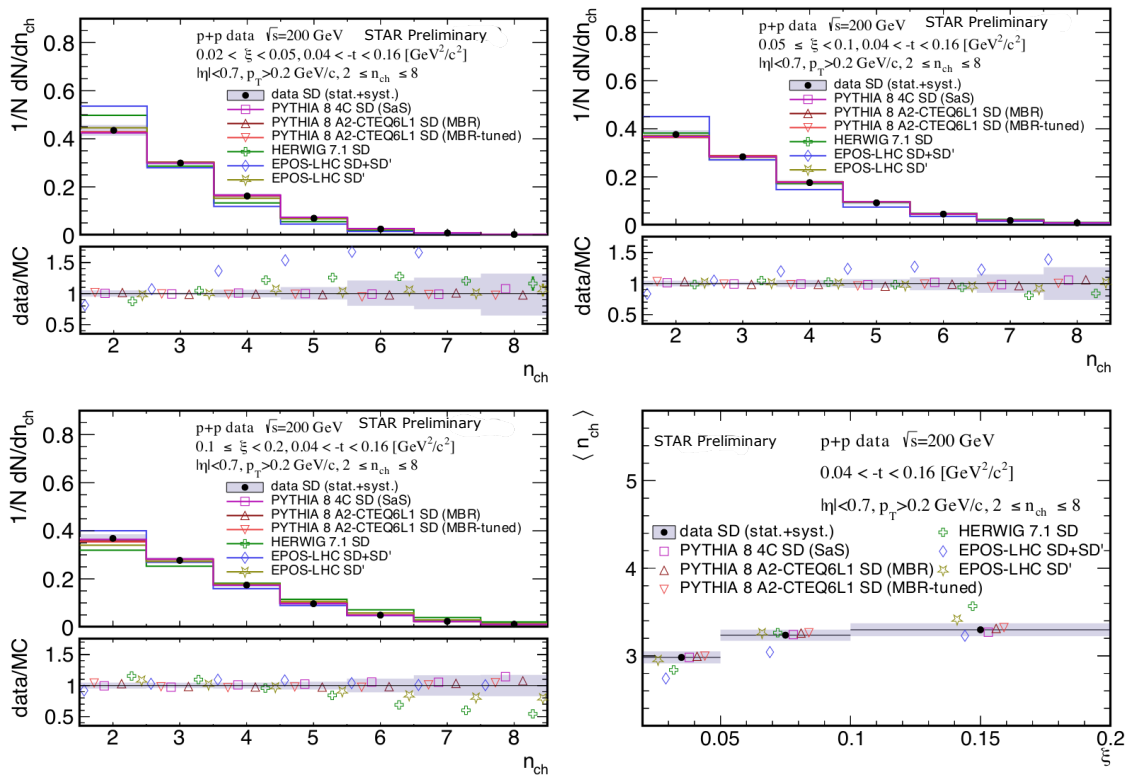 1/N dN/dn_ch
0.8
0.6
0.4
0.2
0
p+p data √s=200 GeV STAR Preliminary
0.02 < ξ < 0.05, 0.04 < -t < 0.16 [GeV²/c²]
|η|<0.7, p_T>0.2 GeV/c, 2 ≤ n_ch ≤ 8
data SD (stat.+syst.)
PYTHIA 8 4C SD (SaS)
PYTHIA 8 A2-CTEQ6L1 SD (MBR)
PYTHIA 8 A2-CTEQ6L1 SD (MBR-tuned)
HERWIG 7.1 SD
EPOS-LHC SD+SD'
EPOS-LHC SD'
data/MC
1.5
1
0.5
2 3 4 5 6 7 8
n_ch
1/N dN/dn_ch
0.8
0.6
0.4
0.2
0
p+p data √s=200 GeV STAR Preliminary
0.05 ≤ ξ < 0.1, 0.04 < -t < 0.16 [GeV²/c²]
|η|<0.7, p_T>0.2 GeV/c, 2 ≤ n_ch ≤ 8
data SD (stat.+syst.)
PYTHIA 8 4C SD (SaS)
PYTHIA 8 A2-CTEQ6L1 SD (MBR)
PYTHIA 8 A2-CTEQ6L1 SD (MBR-tuned)
HERWIG 7.1 SD
EPOS-LHC SD+SD'
EPOS-LHC SD'
data/MC
1.5
1
0.5
2 3 4 5 6 7 8
n_ch
1/N dN/dn_ch
0.8
0.6
0.4
0.2
0
p+p data √s=200 GeV STAR Preliminary
0.1 ≤ ξ < 0.2, 0.04 < -t < 0.16 [GeV²/c²]
|η|<0.7, p_T>0.2 GeV/c, 2 ≤ n_ch ≤ 8
data SD (stat.+syst.)
PYTHIA 8 4C SD (SaS)
PYTHIA 8 A2-CTEQ6L1 SD (MBR)
PYTHIA 8 A2-CTEQ6L1 SD (MBR-tuned)
HERWIG 7.1 SD
EPOS-LHC SD+SD'
EPOS-LHC SD'
data/MC
1.5
1
0.5
2 3 4 5 6 7 8
n_ch
⟨ n_ch ⟩
5
4
3
STAR Preliminary p+p data √s=200 GeV
0.04 < -t < 0.16 [GeV²/c²]
|η|<0.7, p_T>0.2 GeV/c, 2 ≤ n_ch ≤ 8
data SD (stat.+syst.)
PYTHIA 8 4C SD (SaS)
PYTHIA 8 A2-CTEQ6L1 SD (MBR)
PYTHIA 8 A2-CTEQ6L1 SD (MBR-tuned)
HERWIG 7.1 SD
EPOS-LHC SD+SD'
EPOS-LHC SD'
0.05 0.1 0.15 0.2
ξ